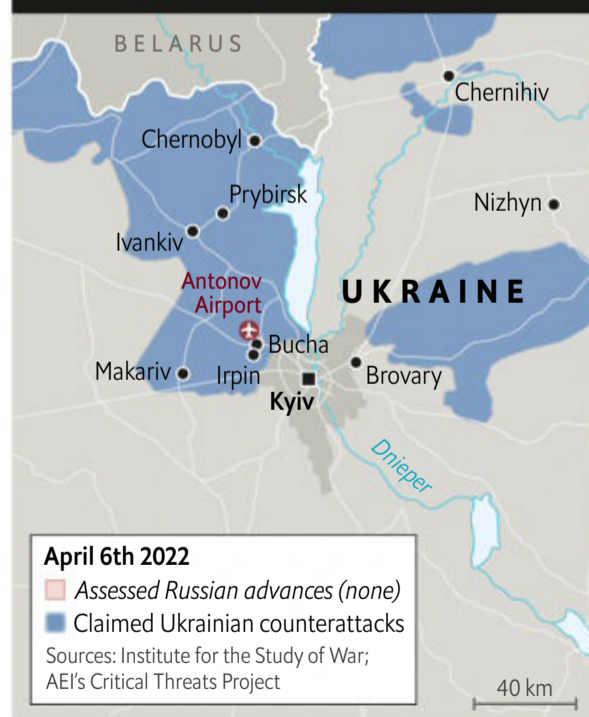 BELARUS
Chernihiv
Chernobyl
Prybirsk
Nizhyn
Ivankiv
Antonov
Airport
UKRAINE
Bucha
Makariv
Irpin
Brovary
Kyiv
Dnieper
April 6th 2022
Assessed Russian advances (none)
Claimed Ukrainian counterattacks
Sources: Institute for the Study of War;
AEI’s Critical Threats Project
40 km